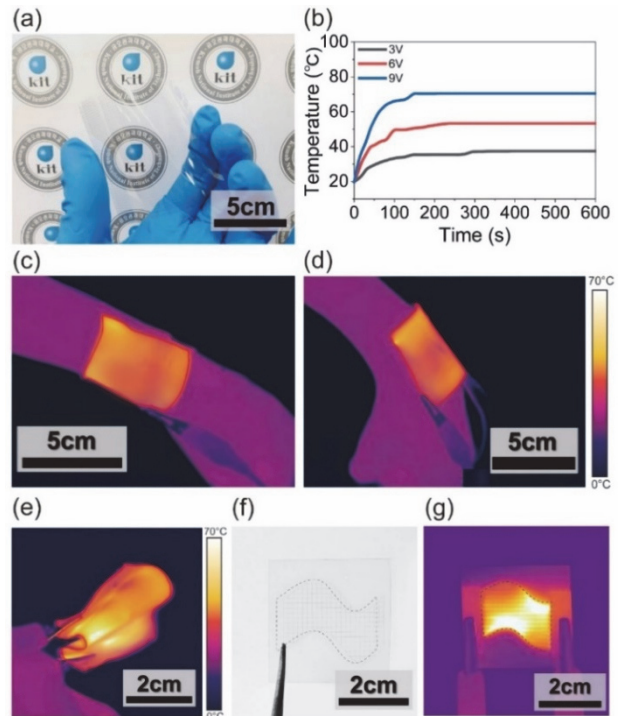 (a)
kit
kit
kit
kit
kit
5cm
(b)
Temperature (°C)
100
80
60
40
20
3V
6V
9V
0 100 200 300 400 500 600
Time (s)
(c)
5cm
(d)
5cm
70°C
0°C
(e)
2cm
70°C
0°C
(f)
2cm
(g)
2cm